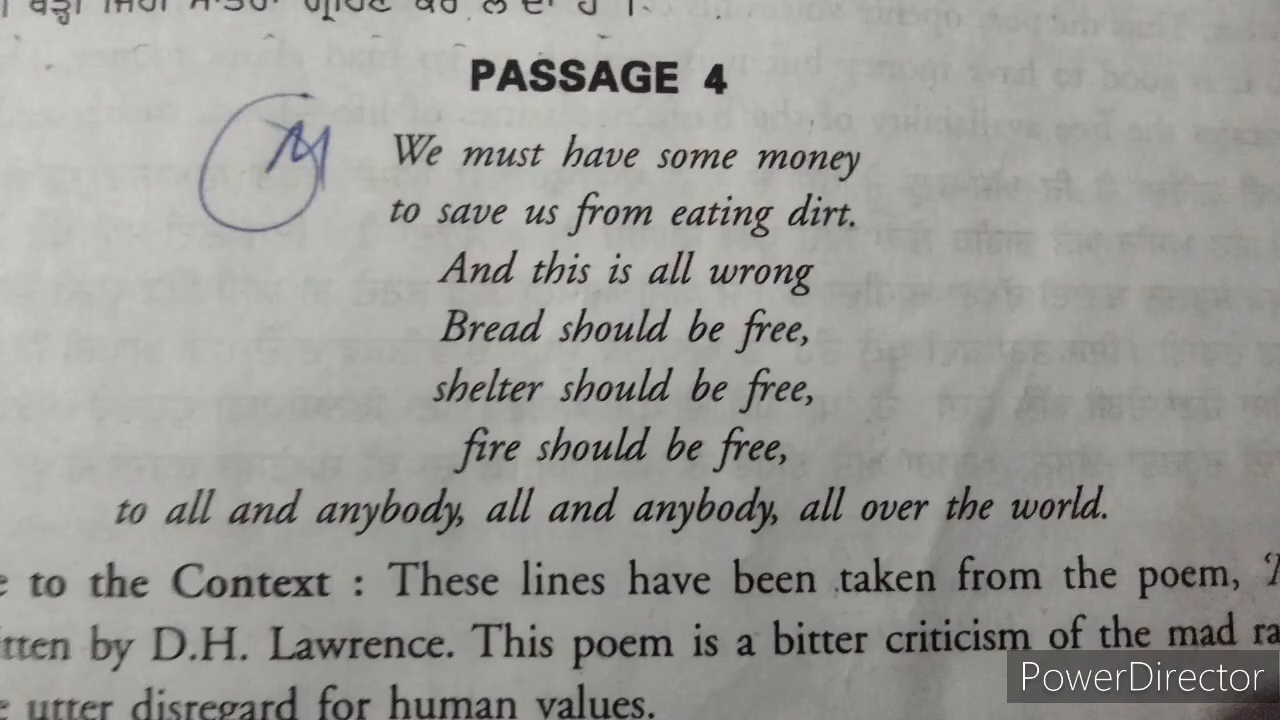 PASSAGE 4
We must have some money
to save us from eating dirt.
And this is all wrong
Bread should be free,
shelter should be free,
fire should be free,
to all and anybody, all and anybody, all over the world.
to the Context : These lines have been taken from the poem,
by D.H. Lawrence. This poem is a bitter criticism of the mad
utter disregard for human values.
PowerDirector